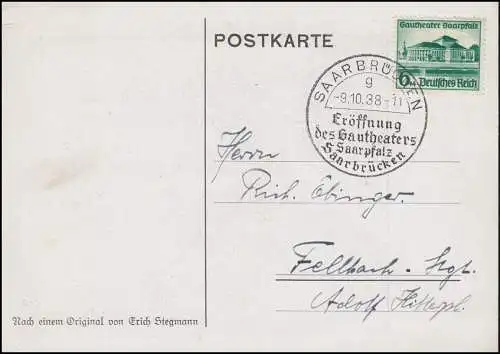 POSTKARTE
Gautheater Saarpfalz
6 Deutsches Reich
SAARBRÜCKEN
g
-9.10.38-11
Eröffnung
des Gautheaters
Saarpfalz
Saarbrücken
Herrn
Rich. Ebinger.
Fellbach - Stgt.
Adolf Hitlerpl.
Nach einem Original von Erich Stegmann